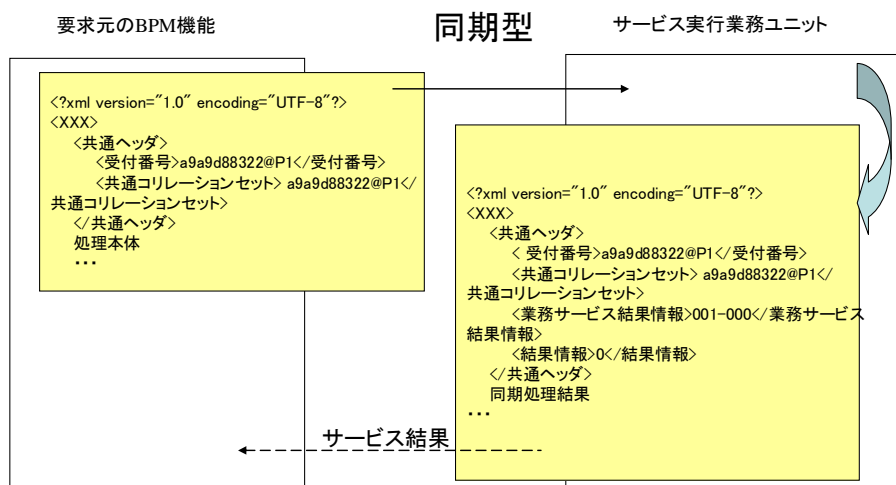 要求元のBPM機能
同期型
サービス実行業務ユニット
<?xml version="1.0" encoding="UTF-8"?>
<XXX>
<共通ヘッダ>
<受付番号>a9a9d88322@P1</受付番号>
<共通コリレーションセット> a9a9d88322@P1</
共通コリレーションセット>
</共通ヘッダ>
処理本体
・・・
<?xml version="1.0" encoding="UTF-8"?>
<XXX>
<共通ヘッダ>
< 受付番号>a9a9d88322@P1</受付番号>
<共通コリレーションセット> a9a9d88322@P1</
共通コリレーションセット>
<業務サービス結果情報>001-000</業務サービス
結果情報>
<結果情報>0</結果情報>
</共通ヘッダ>
同期処理結果
・・・
サービス結果